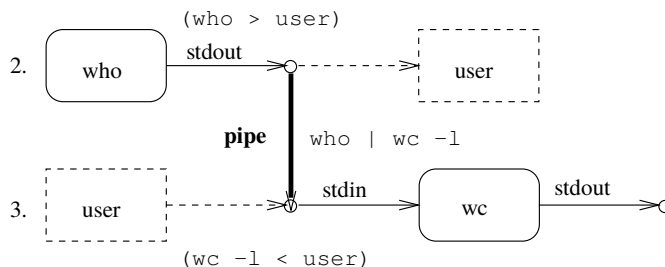 (who > user)
2. who stdout user
pipe who | wc -l
3. user stdin wc stdout
(wc -l < user)